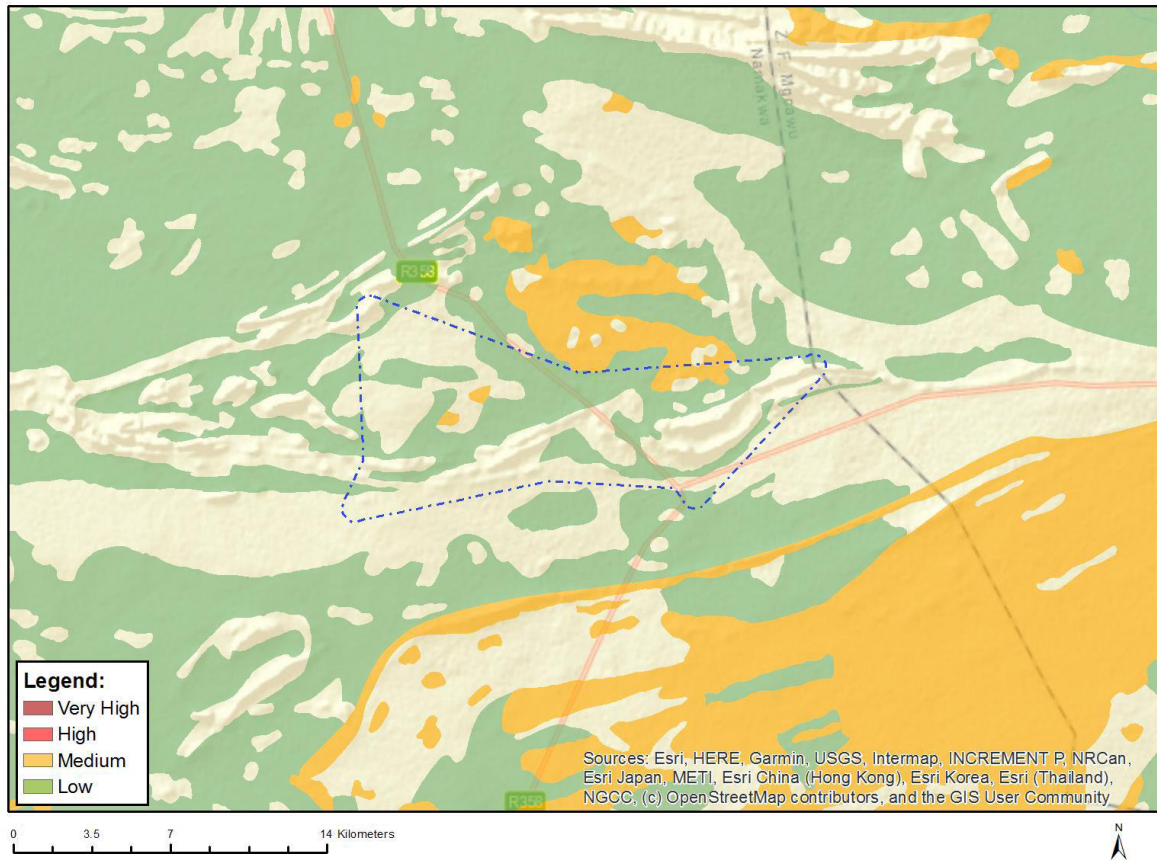 Z. F. Mgcawu
Namakwa
R358
Legend:
Very High
High
Medium
Low
Sources: Esri, HERE, Garmin, USGS, Intermap, INCREMENT P, NRCan,
Esri Japan, METI, Esri China (Hong Kong), Esri Korea, Esri (Thailand),
NGCC, (c) OpenStreetMap contributors, and the GIS User Community
R358
0 3.5 7 14 Kilometers
N